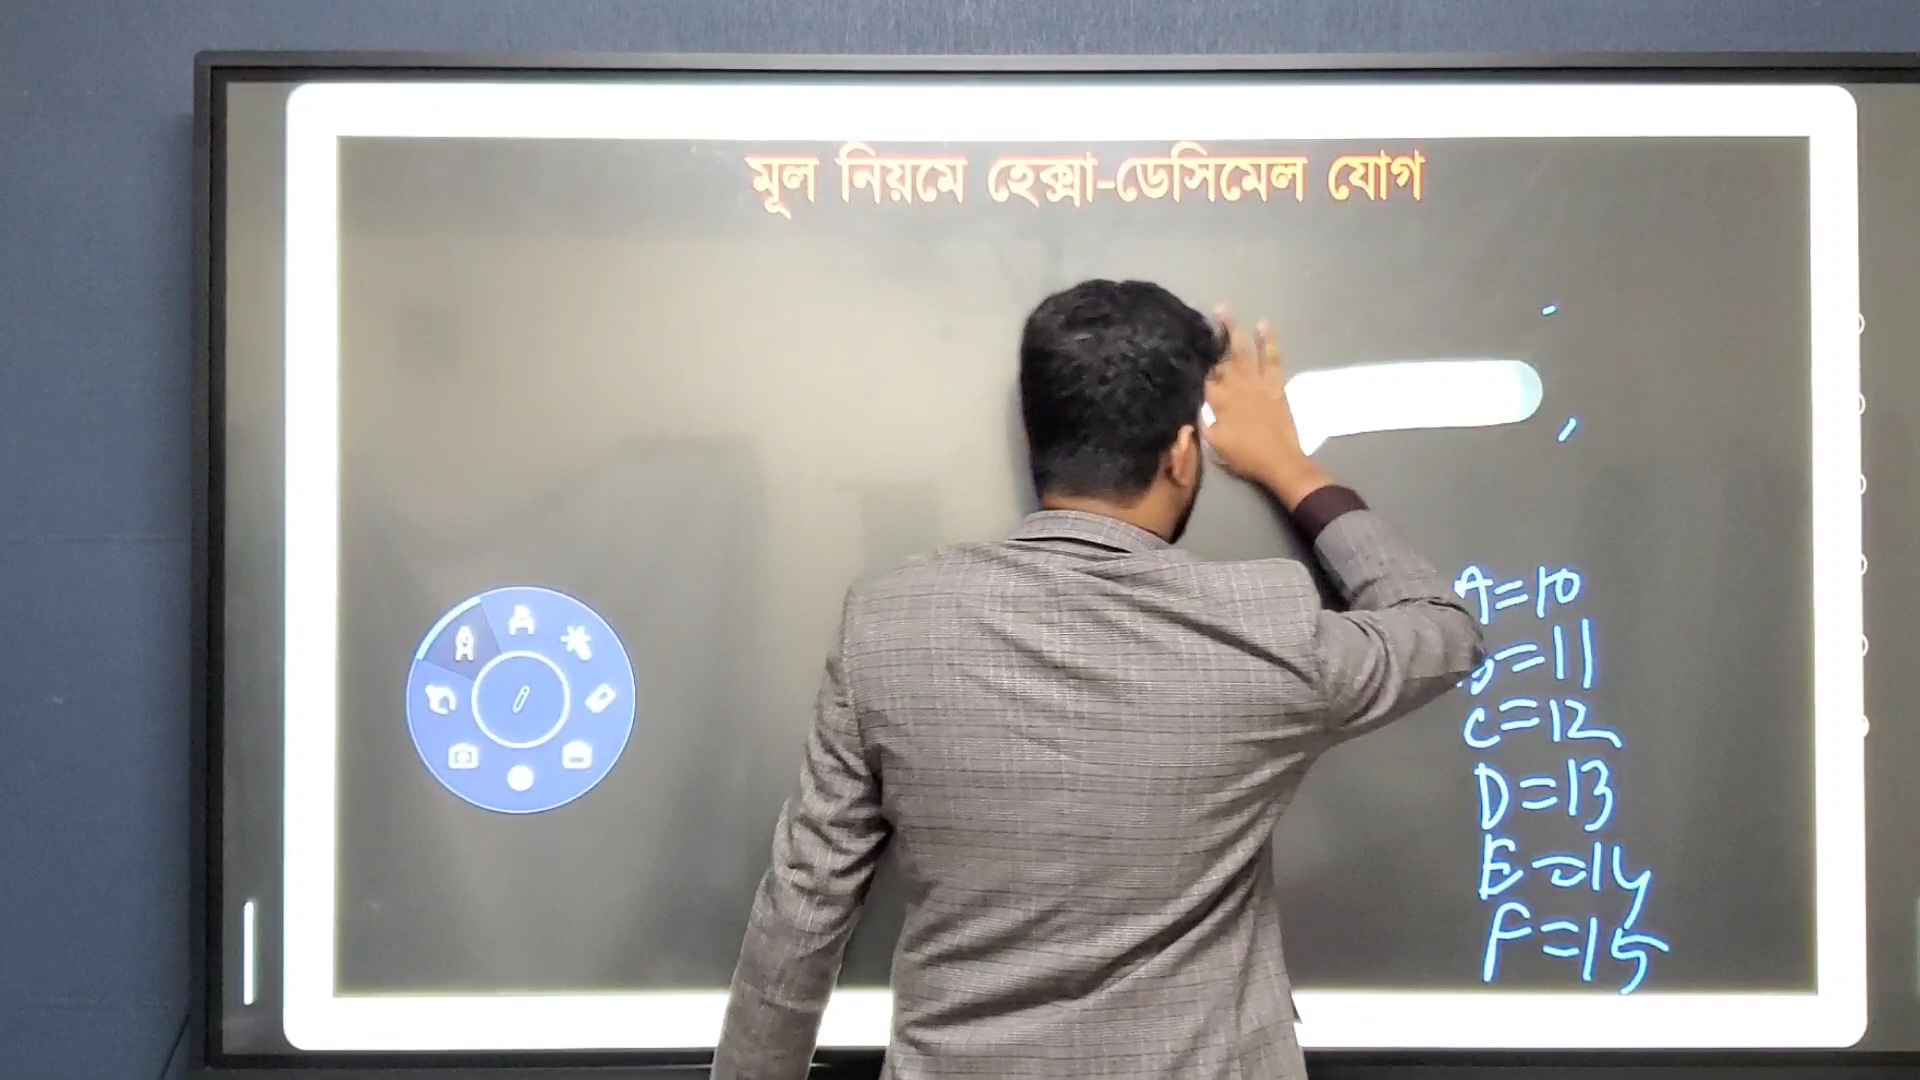 মূল নিয়মে হেক্সা-ডেসিমেল যোগ
A=10
=11
C=12
D=13
E=14
F=15